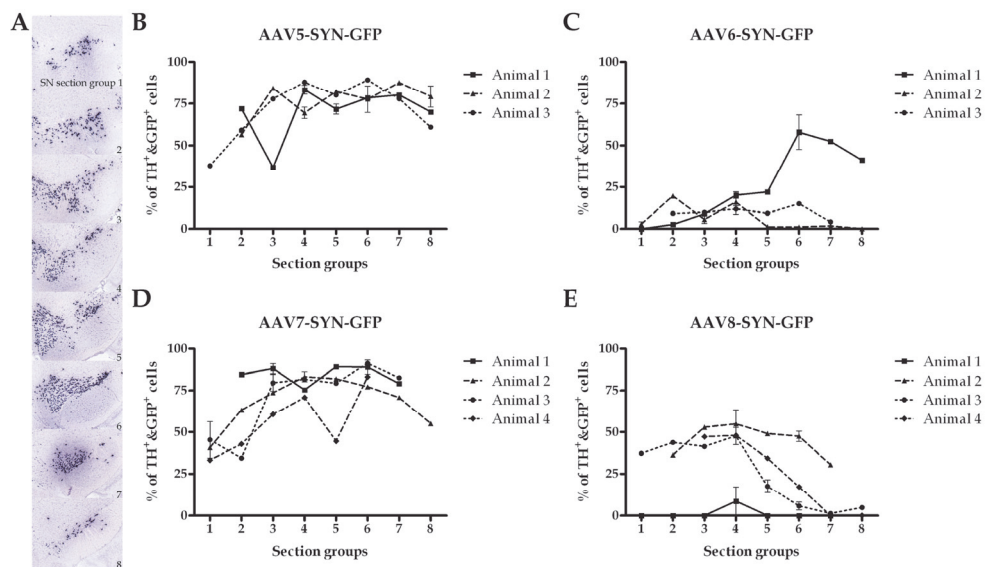 A
SN section group 1
2
3
4
5
6
7
8
B
AAV5-SYN-GFP
% of TH⁺&GFP⁺ cells
100
75
50
25
0
1 2 3 4 5 6 7 8
Section groups
Animal 1
Animal 2
Animal 3
C
AAV6-SYN-GFP
% of TH⁺&GFP⁺ cells
100
75
50
25
0
1 2 3 4 5 6 7 8
Section groups
Animal 1
Animal 2
Animal 3
D
AAV7-SYN-GFP
% of TH⁺&GFP⁺ cells
100
75
50
25
0
1 2 3 4 5 6 7 8
Section groups
Animal 1
Animal 2
Animal 3
Animal 4
E
AAV8-SYN-GFP
% of TH⁺&GFP⁺ cells
100
75
50
25
0
1 2 3 4 5 6 7 8
Section groups
Animal 1
Animal 2
Animal 3
Animal 4